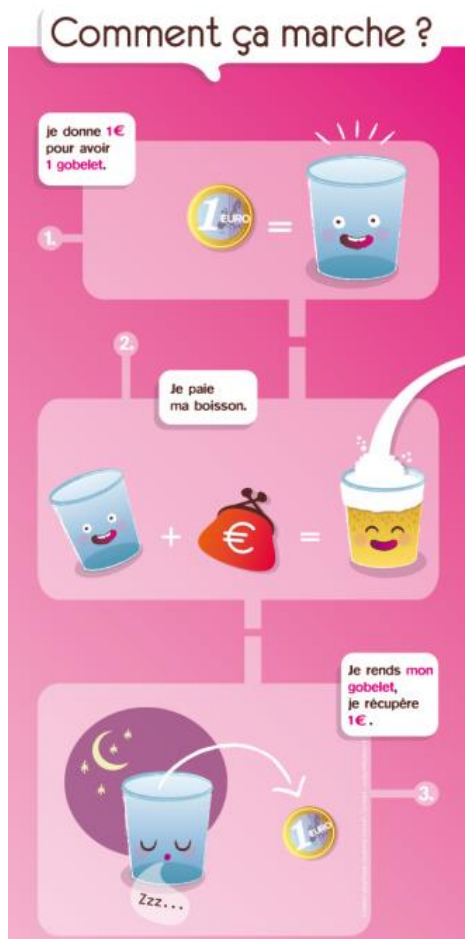 Comment ça marche ?
je donne 1€
pour avoir
1 gobelet.
1.
1 EURO
=
2.
Je paie
ma boisson.
+
€
=
Je rends mon
gobelet,
je récupère
1€.
3.
1 EURO
Zzz...